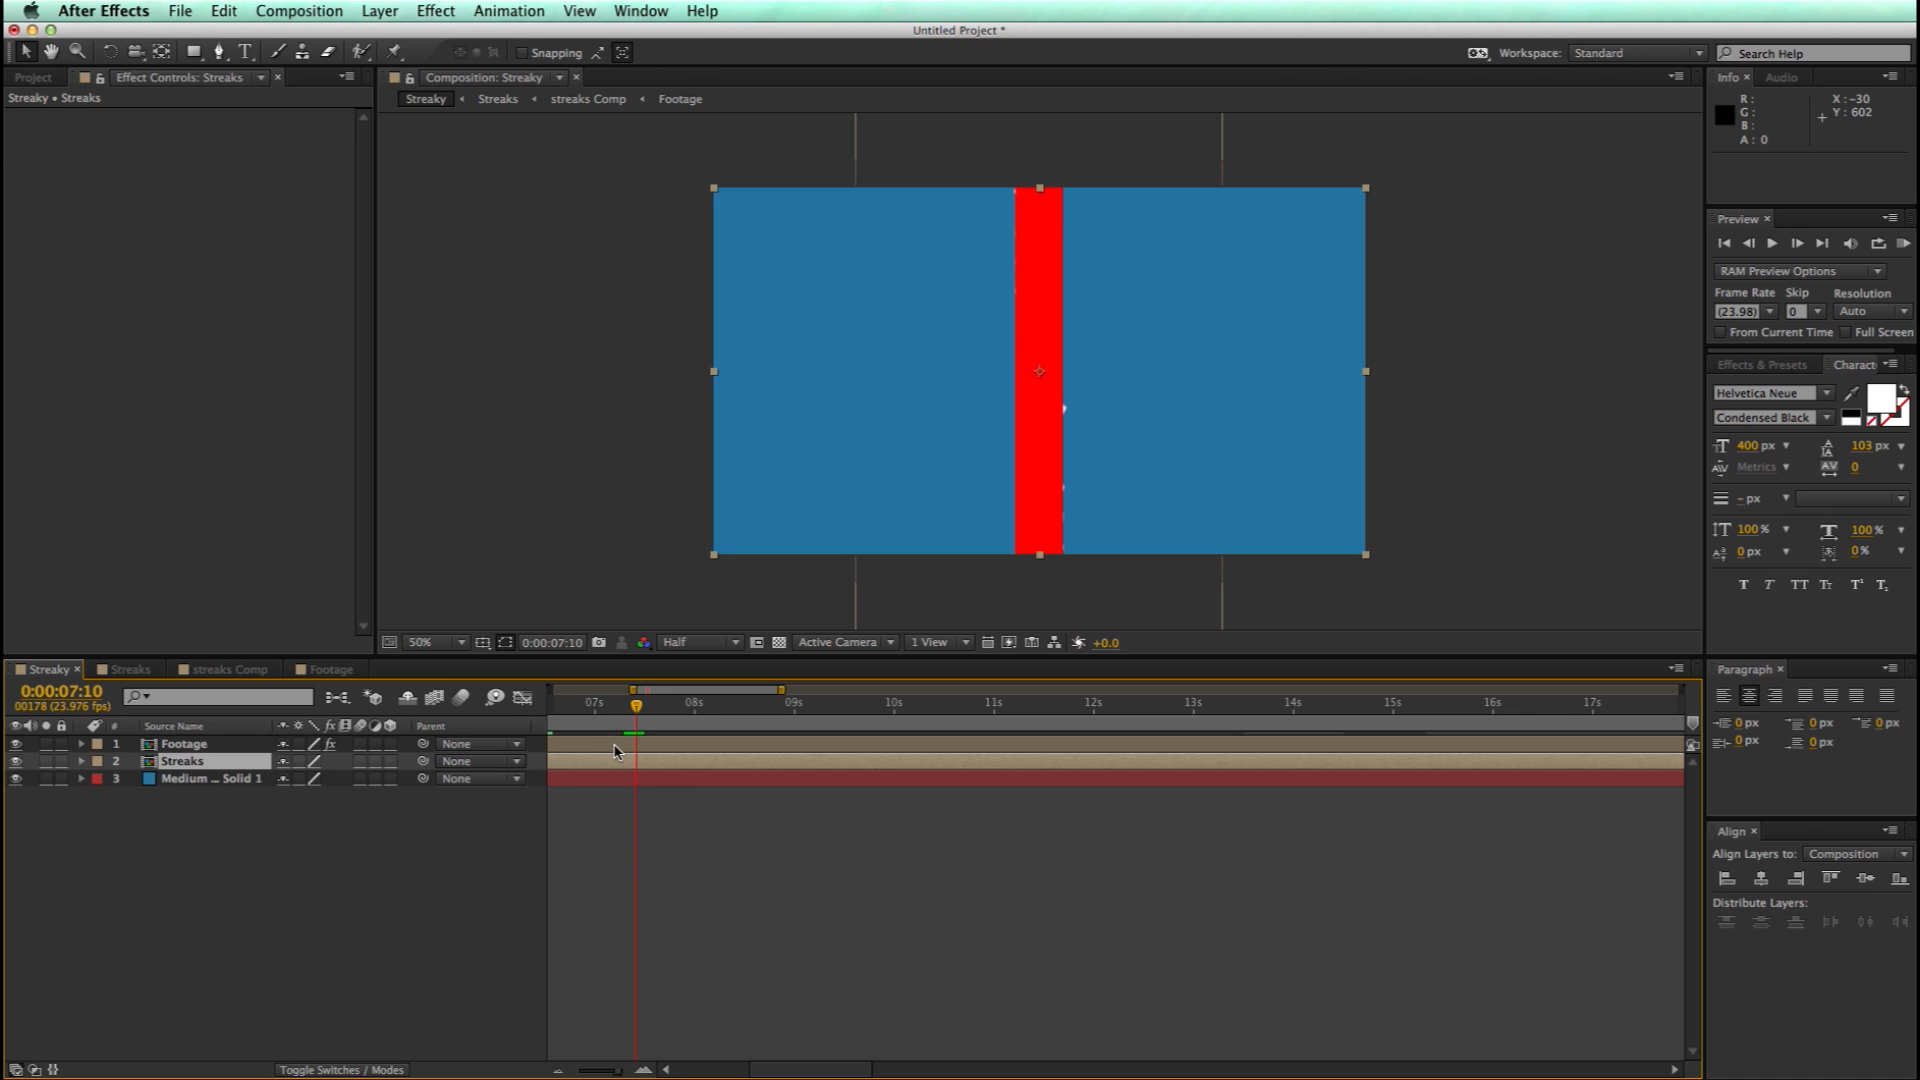 After Effects File Edit Composition Layer Effect Animation View Window Help
Untitled Project *
Snapping Workspace: Standard Search Help
Project Effect Controls: Streaks Composition: Streaky Info Audio
Streaky • Streaks
Streaky Streaks streaks Comp Footage
R: X: -30
G: Y: 602
B:
A: 0
Preview
RAM Preview Options
Frame Rate Skip Resolution
(23.98) 0 Auto
From Current Time Full Screen
Effects & Presets Charact
Helvetica Neue
Condensed Black
400 px 103 px
Metrics 0
- px
100 % 100 %
0 px 0 %
T T TT Tт T¹ T,
50% 0:00:07:10 Half Active Camera 1 View +0.0
Streaky Streaks streaks Comp Footage
0:00:07:10
00178 (23.976 fps)
07s 08s 09s 10s 11s 12s 13s 14s 15s 16s 17s
# Source Name fx Parent
1 Footage fx None
2 Streaks None
3 Medium ... Solid 1 None
Paragraph
0 px 0 px 0 px
0 px 0 px
Align
Align Layers to: Composition
Distribute Layers:
Toggle Switches / Modes